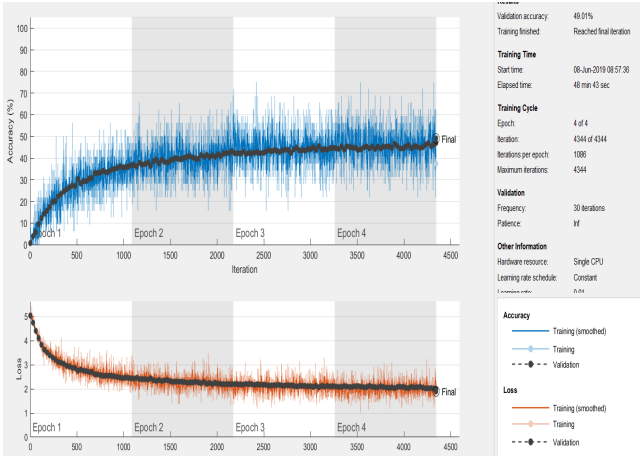 Results
Validation accuracy: 49.01%
Training finished: Reached final iteration
Training Time
Start time: 08-Jun-2019 08:57:36
Elapsed time: 48 min 43 sec
Training Cycle
Epoch: 4 of 4
Iteration: 4344 of 4344
Iterations per epoch: 1086
Maximum iterations: 4344
Validation
Frequency: 30 iterations
Patience: Inf
Other Information
Hardware resource: Single CPU
Learning rate schedule: Constant
Learning rate: 0.01
Accuracy
Training (smoothed)
Training
Validation
Loss
Training (smoothed)
Training
Validation
Accuracy (%)
100
90
80
70
60
50
40
30
20
10
0
Final
Epoch 1 Epoch 2 Epoch 3 Epoch 4
0 500 1000 1500 2000 2500 3000 3500 4000 4500
Iteration
Loss
5
4
3
2
1
0
Final
Epoch 1 Epoch 2 Epoch 3 Epoch 4
0 500 1000 1500 2000 2500 3000 3500 4000 4500